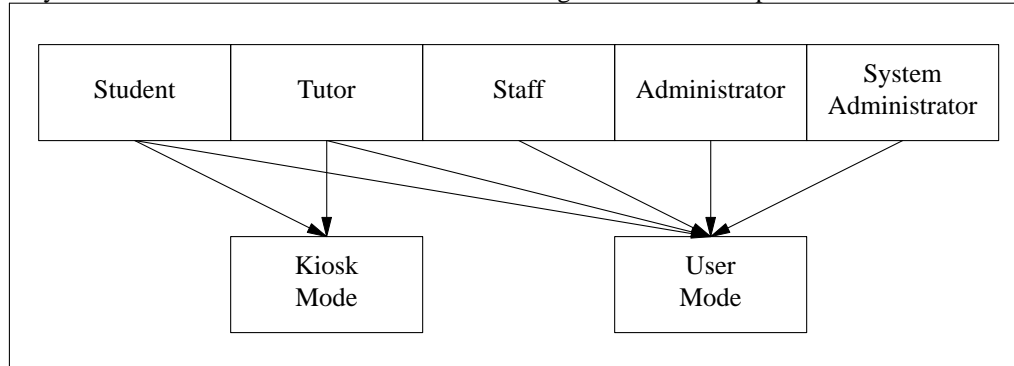 Student
Tutor
Staff
Administrator
System
Administrator
Kiosk
Mode
User
Mode